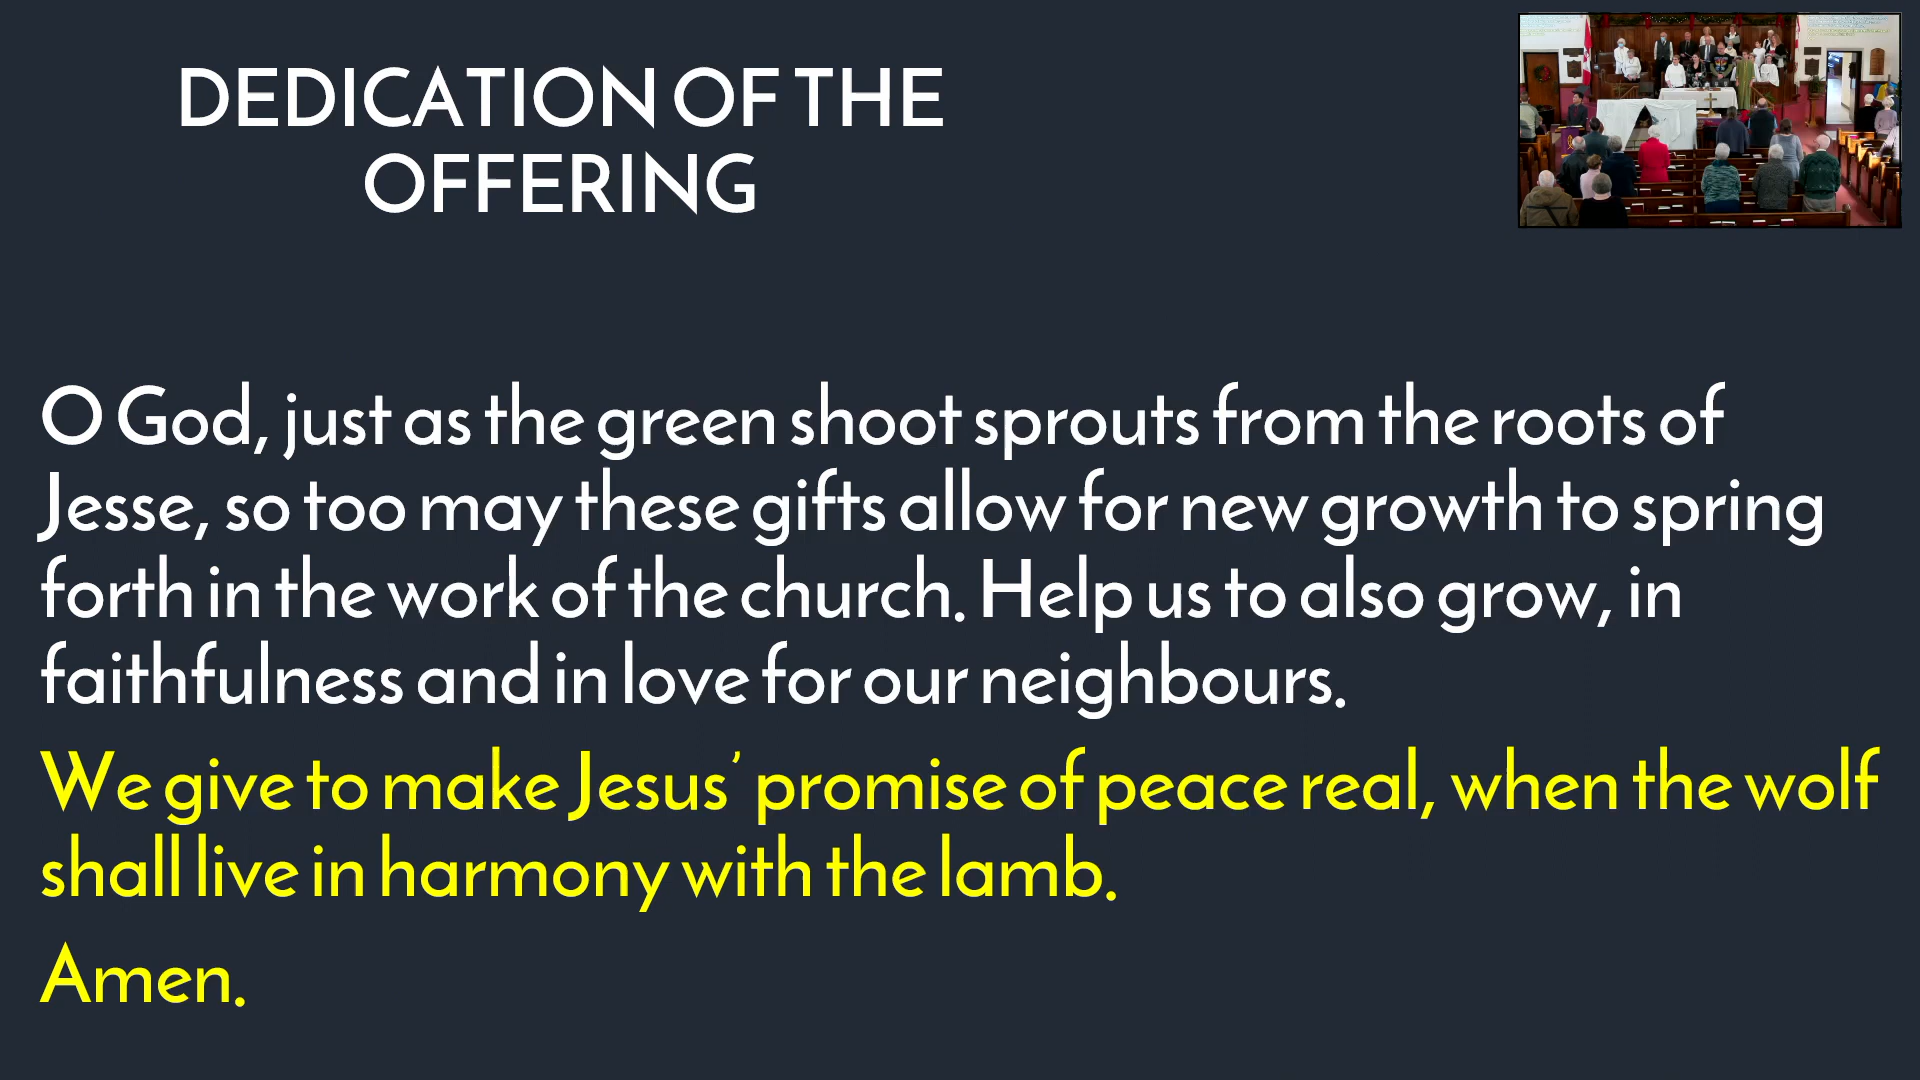 DEDICATION OF THE
OFFERING
O God, just as the green shoot sprouts from the roots of
Jesse, so too may these gifts allow for new growth to spring
forth in the work of the church. Help us to also grow, in
faithfulness and in love for our neighbours.
We give to make Jesus’ promise of peace real, when the wolf
shall live in harmony with the lamb.
Amen.